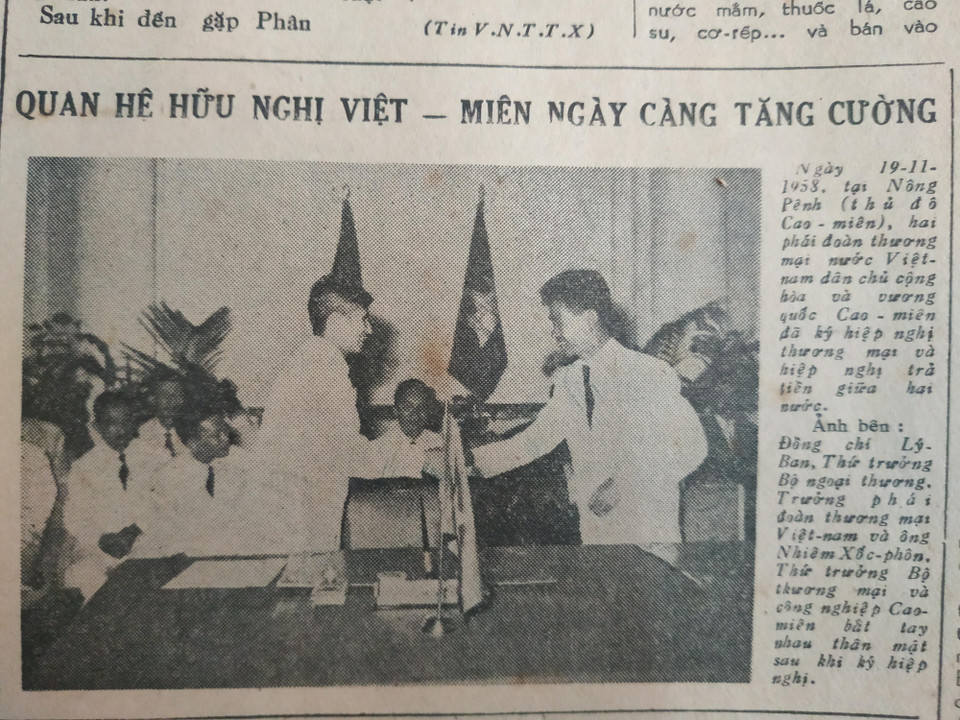 Sau khi đến gặp Phân
(Tin V.N.T.T.X)
nước mắm, thuốc lá, cao
su, cơ-rếp... và bán vào
QUAN HỆ HỮU NGHỊ VIỆT — MIÊN NGÀY CÀNG TĂNG CƯỜNG
Ngày 19-11-
1958, tại Nông
Pênh (thủ đô
Cao-miên), hai
phái đoàn thương
mại nước Việt-
nam dân chủ cộng
hòa và vương
quốc Cao-miên
đã ký hiệp nghị
thương mại và
hiệp nghị trả
tiền giữa hai
nước.
Ảnh bên :
Đồng chí Lý-
Ban, Thứ trưởng
Bộ ngoại thương,
Trưởng phái
đoàn thương mại
Việt-nam và ông
Nhiêm Xốc-phôn,
Thứ trưởng Bộ
thương mại và
công nghiệp Cao-
miên bắt tay
nhau thân mật
sau khi ký hiệp
nghị.